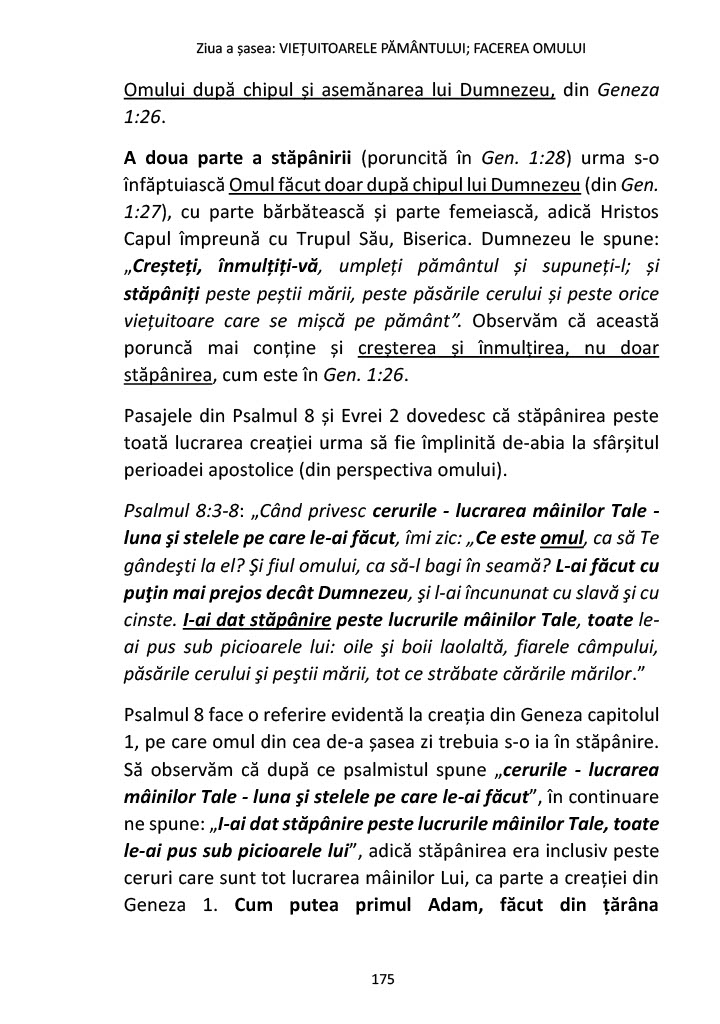 Ziua a șasea: VIEȚUITOARELE PĂMÂNTULUI; FACEREA OMULUI
Omului după chipul și asemănarea lui Dumnezeu, din Geneza
1:26.
A doua parte a stăpânirii (poruncită în Gen. 1:28) urma s-o
înfăptuiască Omul făcut doar după chipul lui Dumnezeu (din Gen.
1:27), cu parte bărbătească și parte femeiască, adică Hristos
Capul împreună cu Trupul Său, Biserica. Dumnezeu le spune:
„Creșteți, înmulțiți-vă, umpleți pământul și supuneți-l; și
stăpâniți peste peștii mării, peste păsările cerului și peste orice
viețuitoare care se mișcă pe pământ”. Observăm că această
poruncă mai conține și creșterea și înmulțirea, nu doar
stăpânirea, cum este în Gen. 1:26.
Pasajele din Psalmul 8 și Evrei 2 dovedesc că stăpânirea peste
toată lucrarea creației urma să fie împlinită de-abia la sfârșitul
perioadei apostolice (din perspectiva omului).
Psalmul 8:3-8: „Când privesc cerurile - lucrarea mâinilor Tale -
luna şi stelele pe care le-ai făcut, îmi zic: „Ce este omul, ca să Te
gândeşti la el? Şi fiul omului, ca să-l bagi în seamă? L-ai făcut cu
puţin mai prejos decât Dumnezeu, şi l-ai încununat cu slavă şi cu
cinste. I-ai dat stăpânire peste lucrurile mâinilor Tale, toate le-
ai pus sub picioarele lui: oile şi boii laolaltă, fiarele câmpului,
păsările cerului şi peştii mării, tot ce străbate cărările mărilor.”
Psalmul 8 face o referire evidentă la creația din Geneza capitolul
1, pe care omul din cea de-a șasea zi trebuia s-o ia în stăpânire.
Să observăm că după ce psalmistul spune „cerurile - lucrarea
mâinilor Tale - luna şi stelele pe care le-ai făcut”, în continuare
ne spune: „I-ai dat stăpânire peste lucrurile mâinilor Tale, toate
le-ai pus sub picioarele lui”, adică stăpânirea era inclusiv peste
ceruri care sunt tot lucrarea mâinilor Lui, ca parte a creației din
Geneza 1. Cum putea primul Adam, făcut din țărâna
175